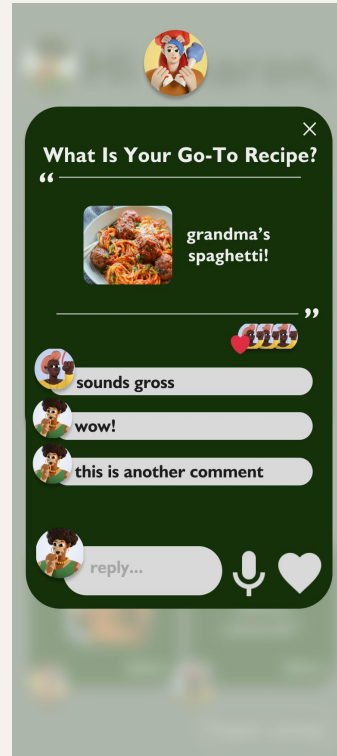 What Is Your Go-To Recipe?
“
grandma's
spaghetti!
”
sounds gross
wow!
this is another comment
reply...